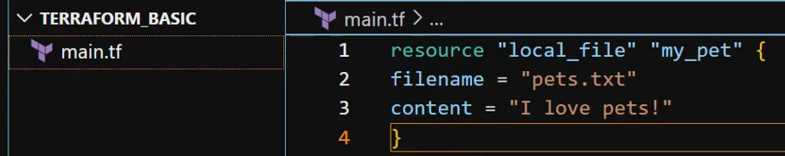 TERRAFORM_BASIC
main.tf
main.tf > ...
1 resource "local_file" "my_pet" {
2 filename = "pets.txt"
3 content = "I love pets!"
4 }